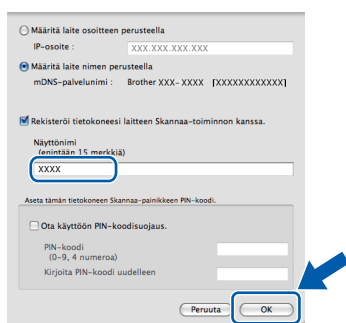 Määritä laite osoitteen perusteella
IP-osoite : XXX.XXX.XXX.XXX
Määritä laite nimen perusteella
mDNS-palvelunimi : Brother XXX-XXXX [XXXXXXXXXXXX]
Rekisteröi tietokoneesi laitteen Skannaa-toiminnon kanssa.
Näyttönimi
(enintään 15 merkkiä)
XXXX
Aseta tämän tietokoneen Skannaa-painikkeen PIN-koodi.
Ota käyttöön PIN-koodisuojaus.
PIN-koodi
(0-9, 4 numeroa)
Kirjoita PIN-koodi uudelleen
Peruuta OK